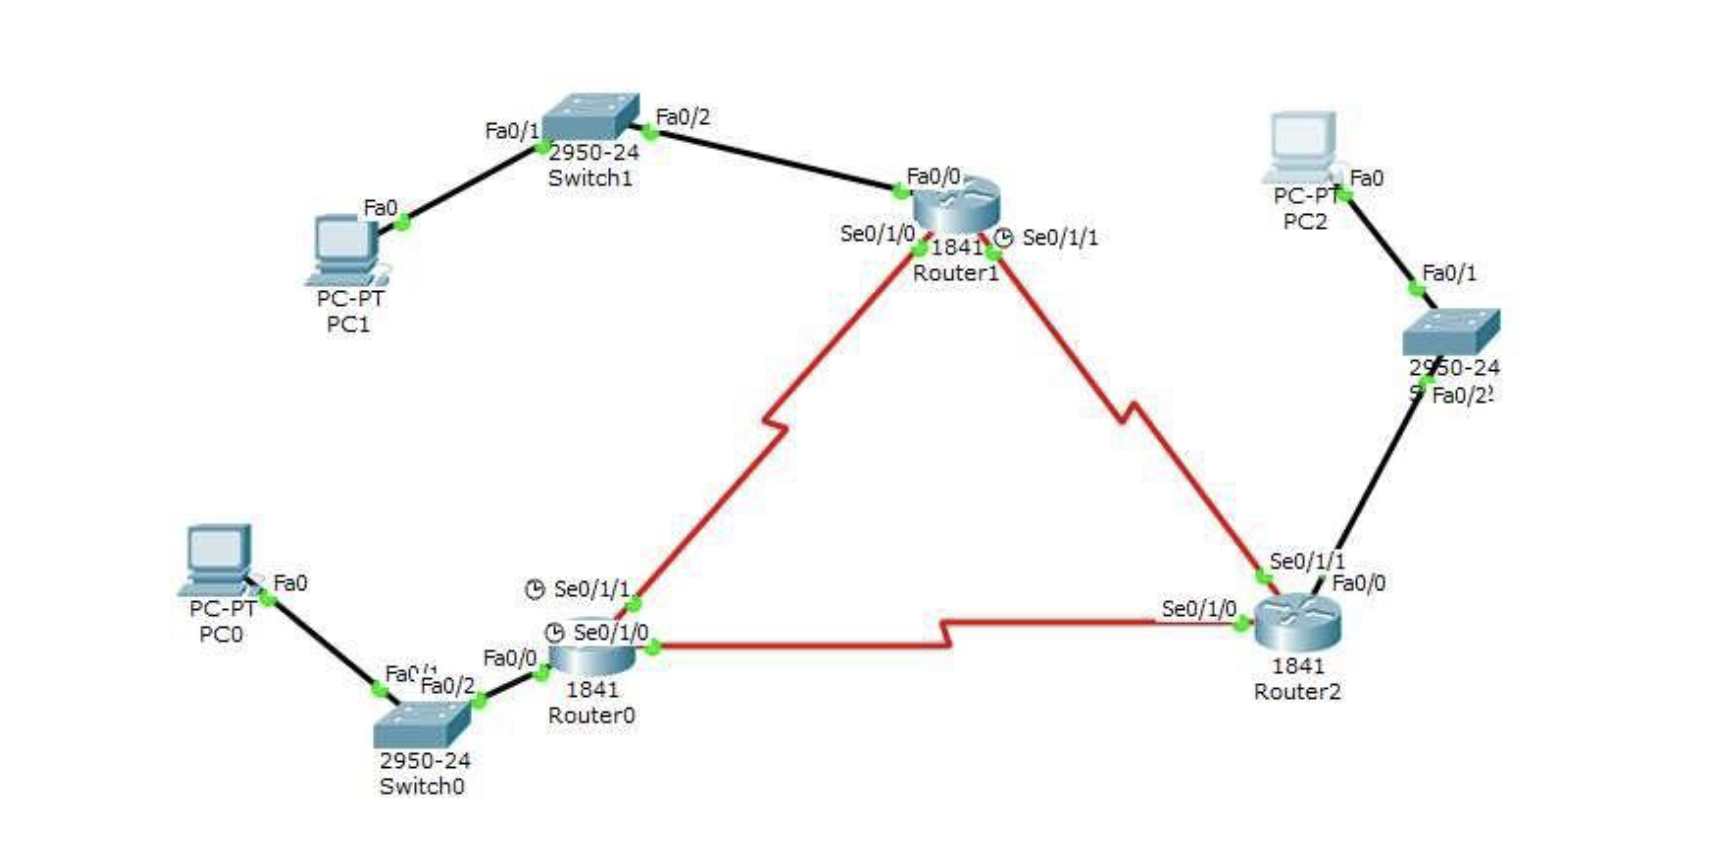 Fa0/1
Fa0/2
2950-24
Switch1
Fa0
PC-PT
PC1
Fa0/0
Se0/1/0
Se0/1/1
1841
Router1
Fa0
PC-PT
PC2
Fa0/1
2950-24
Fa0/2
Se0/1/1
Fa0/0
Se0/1/0
1841
Router2
Fa0
PC-PT
PC0
Se0/1/1
Se0/1/0
Fa0/0
1841
Router0
Fa0/2
2950-24
Switch0